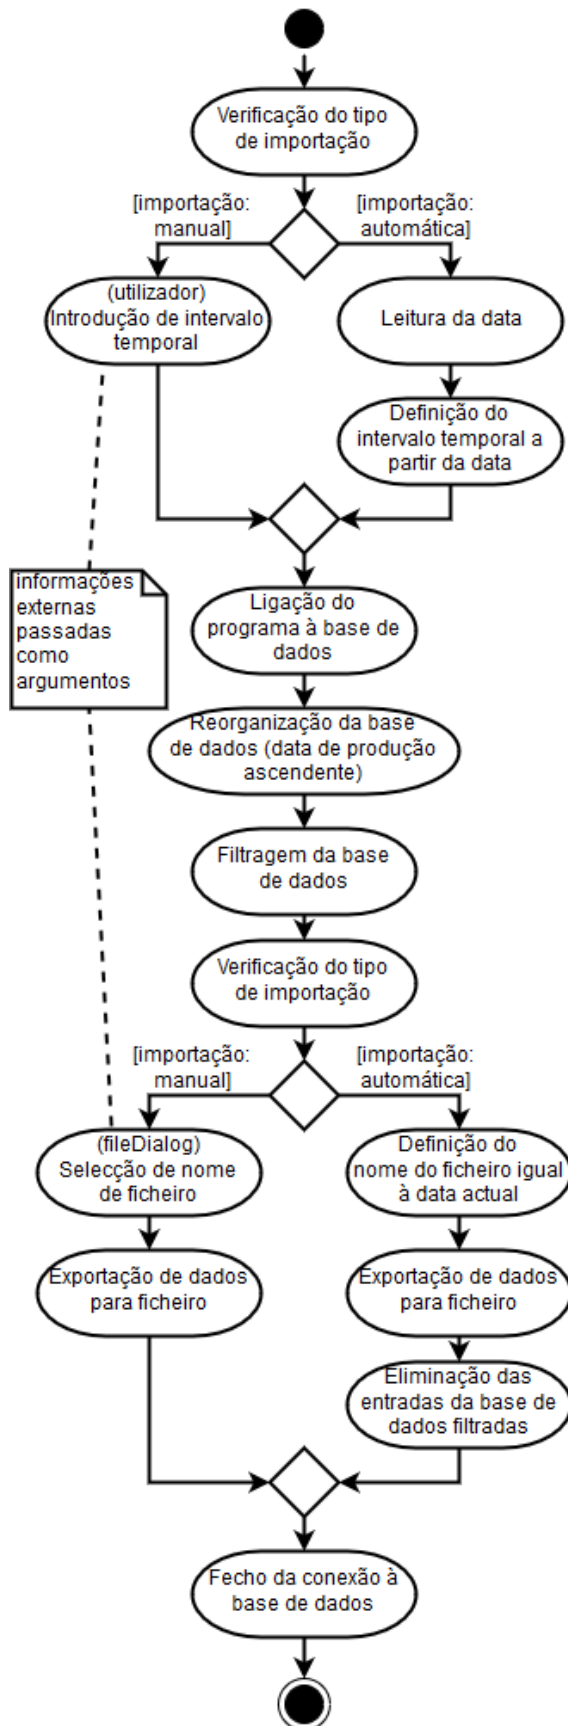 Verificação do tipo
de importação
[importação:
manual]
[importação:
automática]
(utilizador)
Introdução de intervalo
temporal
Leitura da data
Definição do
intervalo temporal a
partir da data
informações
externas
passadas
como
argumentos
Ligação do
programa à base de
dados
Reorganização da base
de dados (data de produção
ascendente)
Filtragem da base
de dados
Verificação do tipo
de importação
[importação:
manual]
[importação:
automática]
(fileDialog)
Selecção de nome
de ficheiro
Definição do
nome do ficheiro igual
à data actual
Exportação de dados
para ficheiro
Exportação de dados
para ficheiro
Eliminação das
entradas da base de
dados filtradas
Fecho da conexão à
base de dados